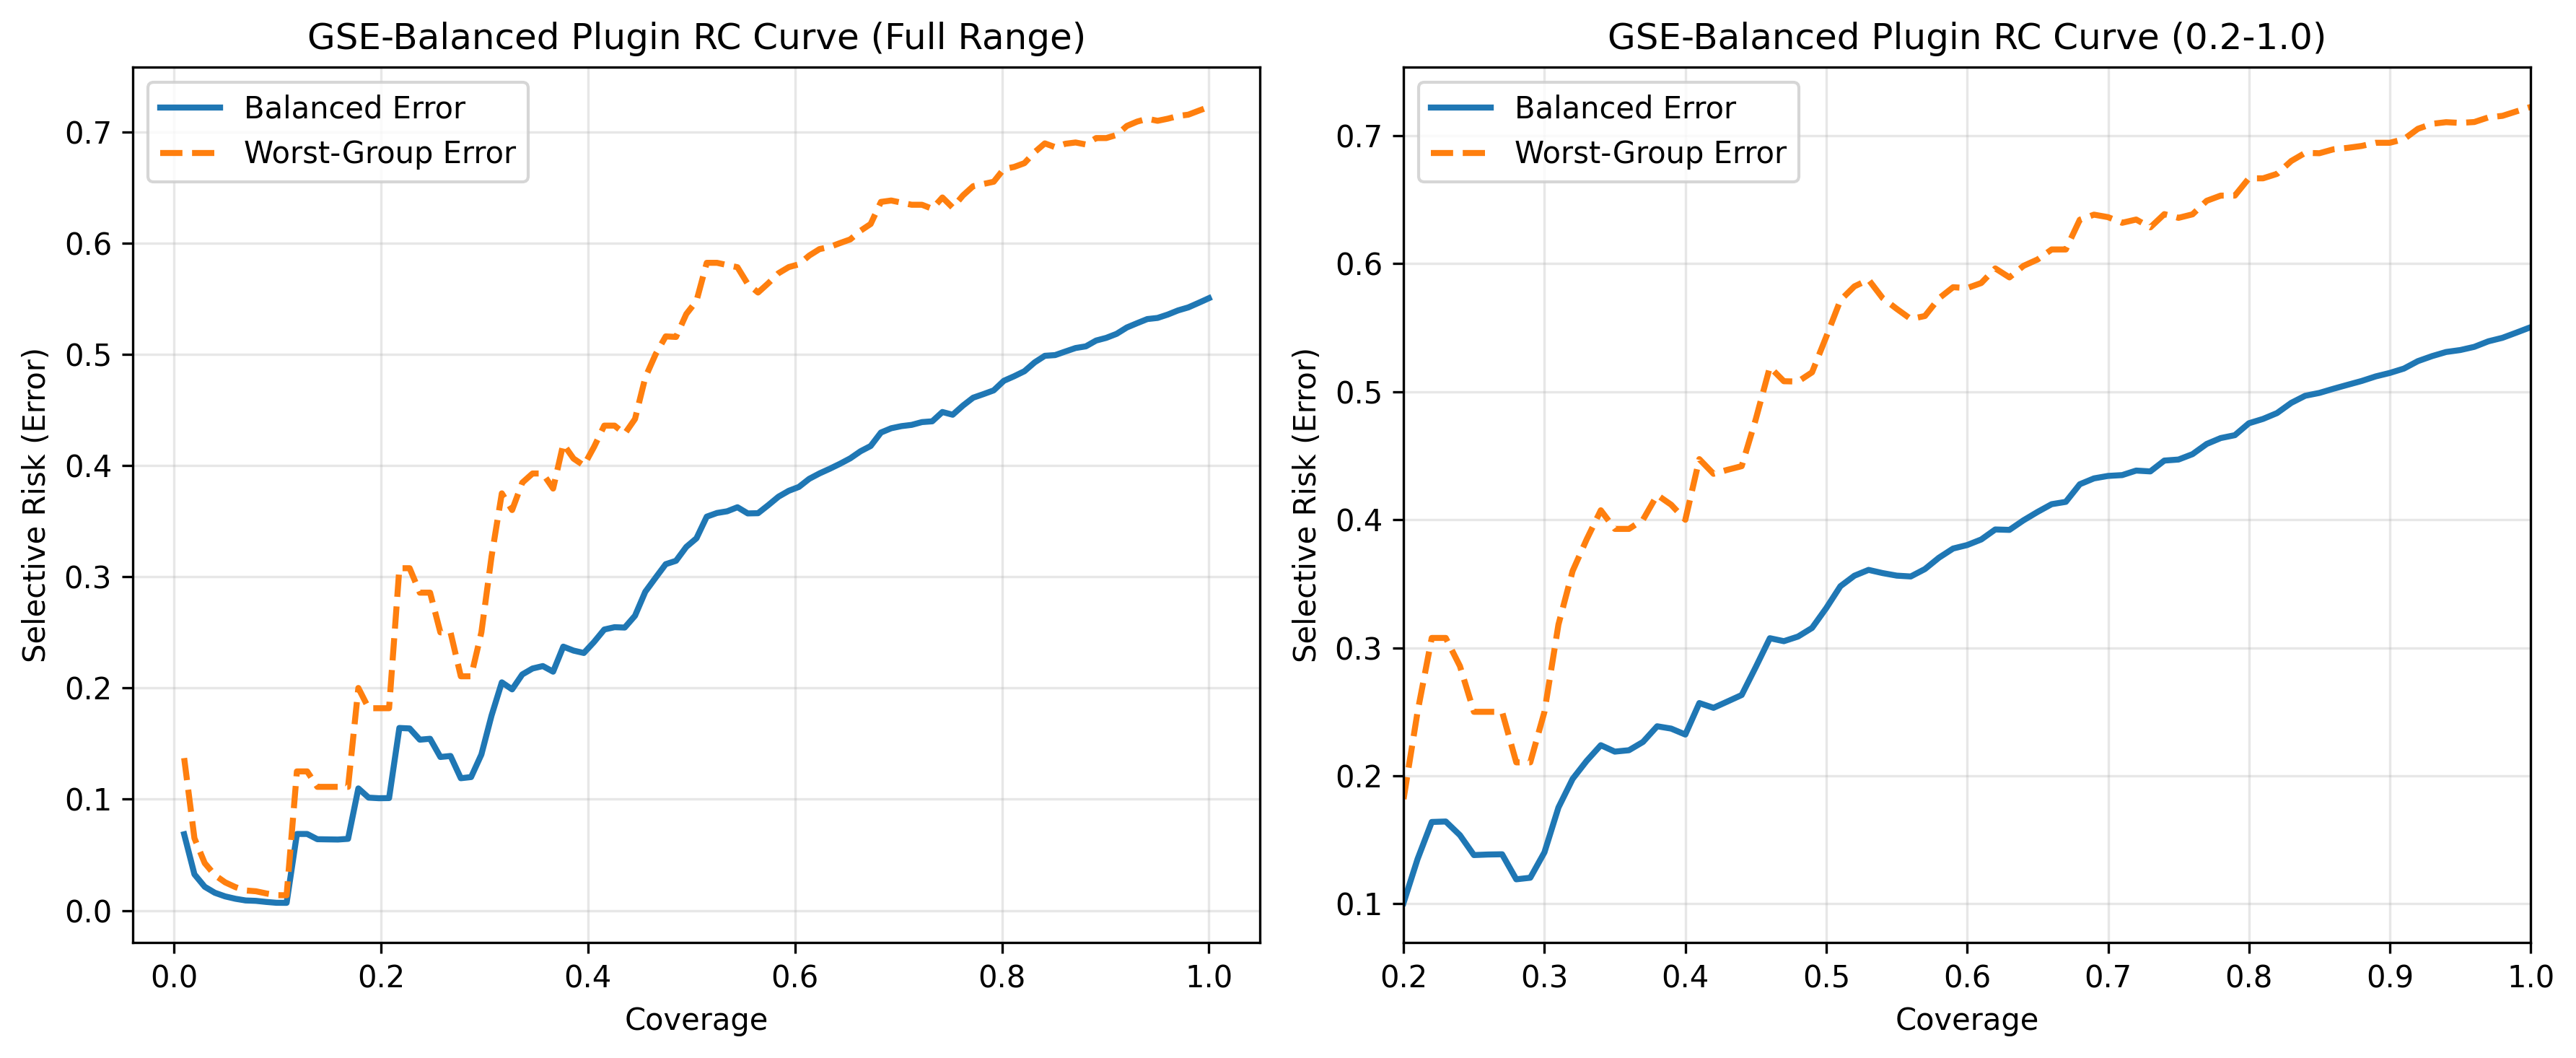 GSE-Balanced Plugin RC Curve (Full Range)
Balanced Error
Worst-Group Error
Selective Risk (Error)
0.7
0.6
0.5
0.4
0.3
0.2
0.1
0.0
0.0 0.2 0.4 0.6 0.8 1.0
Coverage
GSE-Balanced Plugin RC Curve (0.2-1.0)
Balanced Error
Worst-Group Error
Selective Risk (Error)
0.7
0.6
0.5
0.4
0.3
0.2
0.1
0.2 0.3 0.4 0.5 0.6 0.7 0.8 0.9 1.0
Coverage